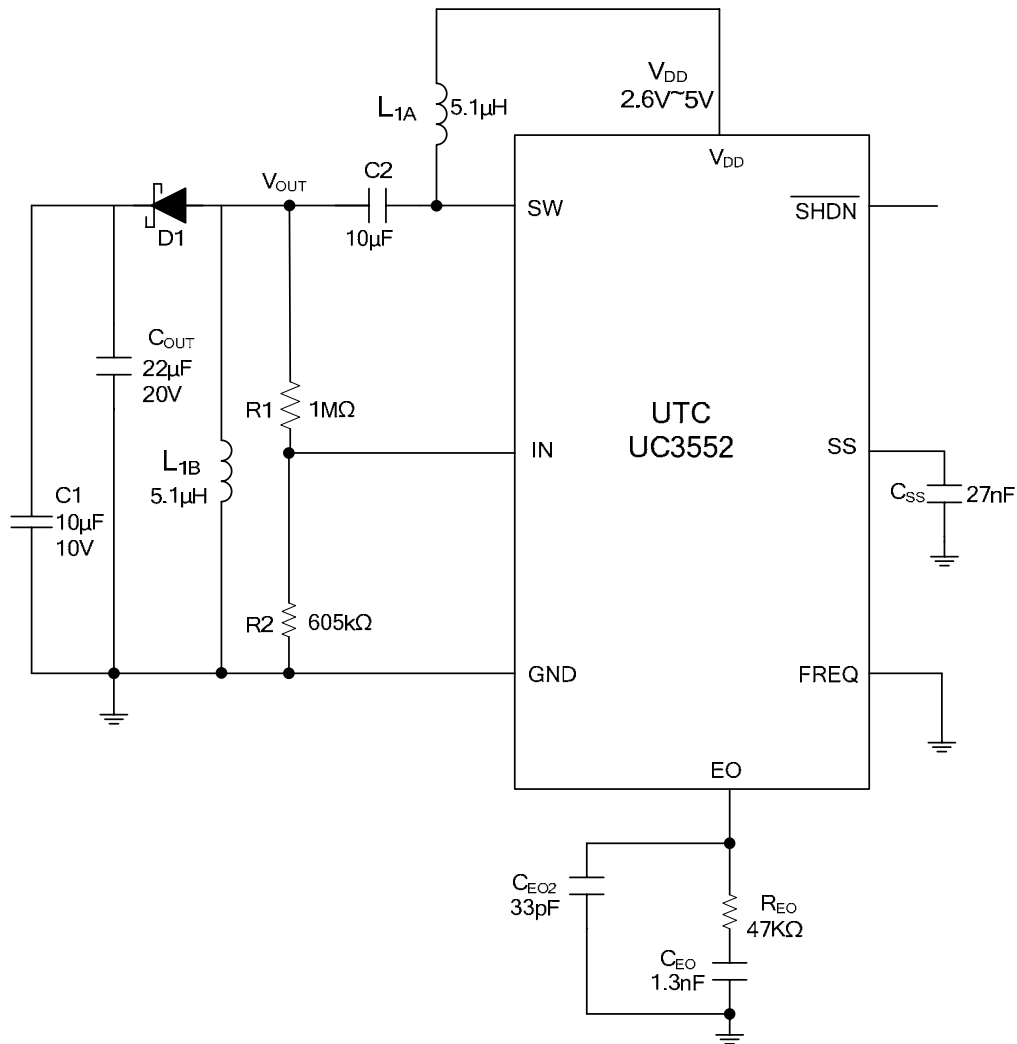 VDD
2.6V~5V
L1A
5.1μH
VDD
C2
VOUT
SW
SHDN
D1
10μF
COUT
22μF
20V
R1
1MΩ
UTC
UC3552
IN
SS
L1B
5.1μH
CSS
27nF
C1
10μF
10V
R2
605kΩ
GND
FREQ
EO
CEO2
33pF
REO
47KΩ
CEO
1.3nF